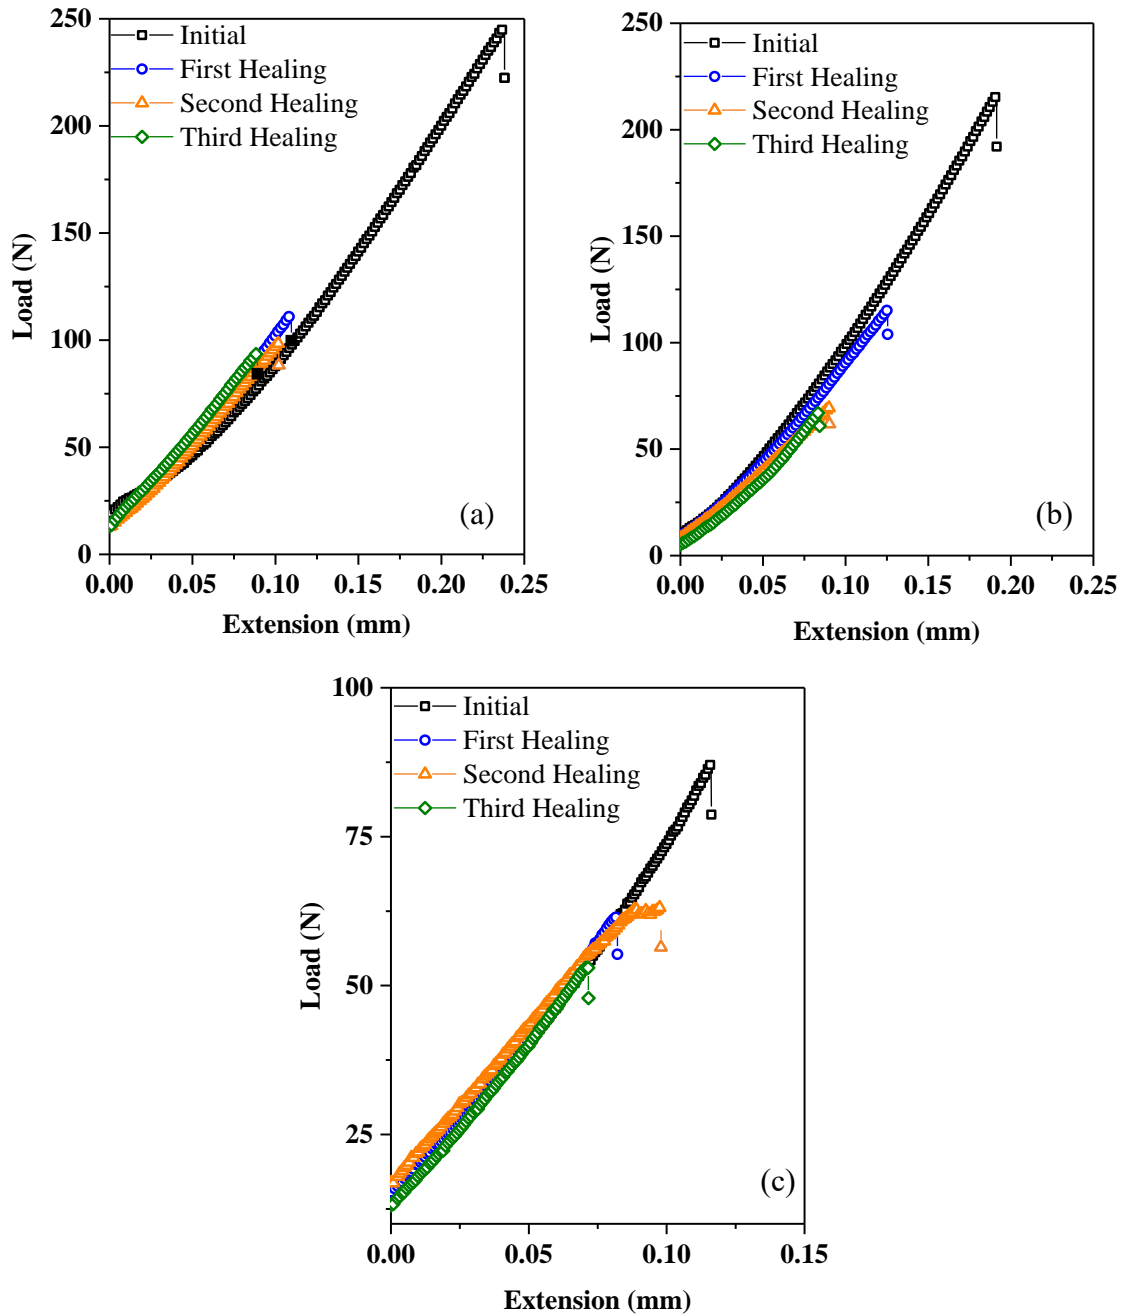 250
200
150
100
50
0
Load (N)
Initial
First Healing
Second Healing
Third Healing
(a)
0.00 0.05 0.10 0.15 0.20 0.25
Extension (mm)
250
200
150
100
50
0
Load (N)
Initial
First Healing
Second Healing
Third Healing
(b)
0.00 0.05 0.10 0.15 0.20 0.25
Extension (mm)
100
75
50
25
Load (N)
Initial
First Healing
Second Healing
Third Healing
(c)
0.00 0.05 0.10 0.15
Extension (mm)